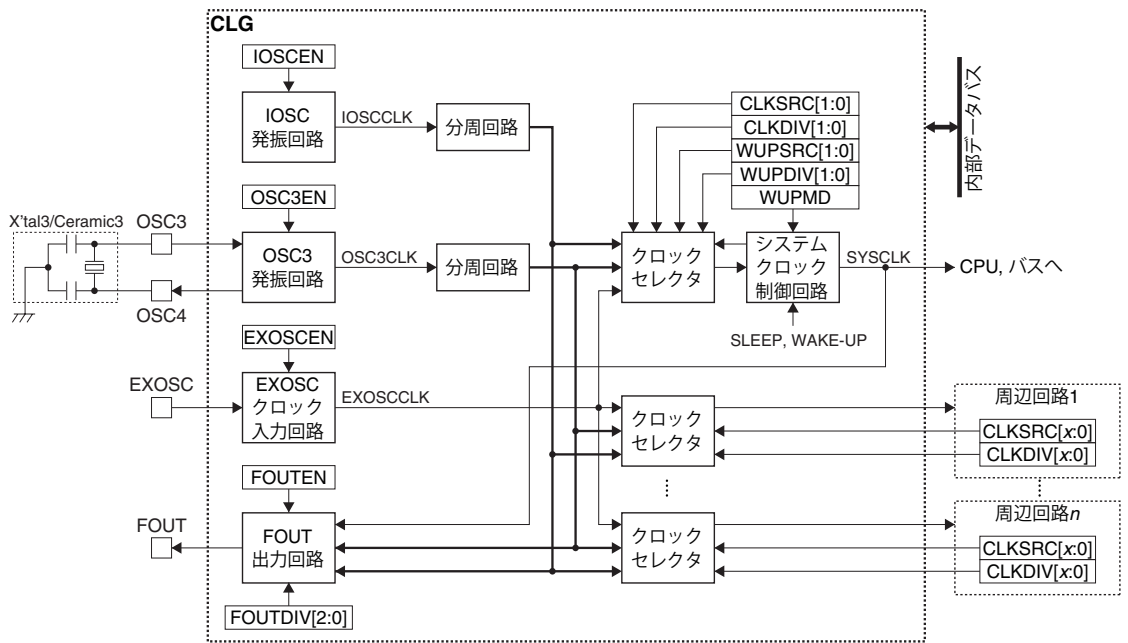 CLG
IOSCEN
IOSC
発振回路
IOSCCLK
分周回路
CLKSRC[1:0]
CLKDIV[1:0]
WUPSRC[1:0]
WUPDIV[1:0]
WUPMD
内部データバス
X'tal3/Ceramic3
OSC3
OSC4
OSC3EN
OSC3
発振回路
OSC3CLK
分周回路
クロック
セレクタ
システム
クロック
制御回路
SYSCLK
CPU, バスへ
SLEEP, WAKE-UP
EXOSC
EXOSCEN
EXOSC
クロック
入力回路
EXOSCCLK
クロック
セレクタ
周辺回路1
CLKSRC[x:0]
CLKDIV[x:0]
FOUT
FOUTEN
FOUT
出力回路
FOUTDIV[2:0]
クロック
セレクタ
周辺回路n
CLKSRC[x:0]
CLKDIV[x:0]